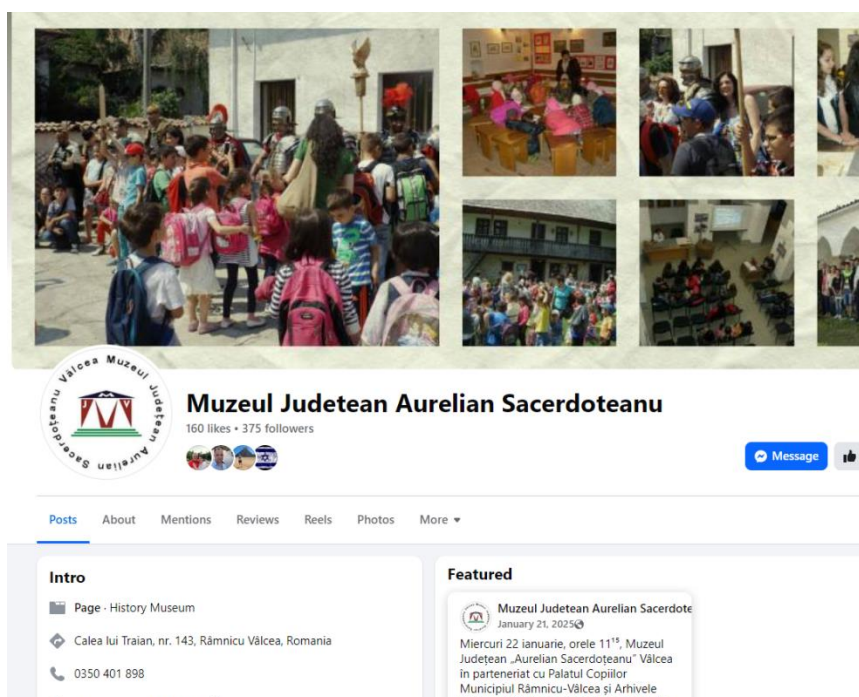 Vâlcea Muzeul Județean Aurelian Sacerdoțeanu
J M V
Muzeul Judetean Aurelian Sacerdoteanu
160 likes • 375 followers
Message
Posts About Mentions Reviews Reels Photos More
Intro
Page · History Museum
Calea lui Traian, nr. 143, Râmnicu Vâlcea, Romania
0350 401 898
Featured
Muzeul Judetean Aurelian Sacerdote
January 21, 2025
Miercuri 22 ianuarie, orele 11¹⁵, Muzeul
Județean „Aurelian Sacerdoțeanu” Vâlcea
în parteneriat cu Palatul Copiilor
Municipiul Râmnicu-Vâlcea și Arhivele